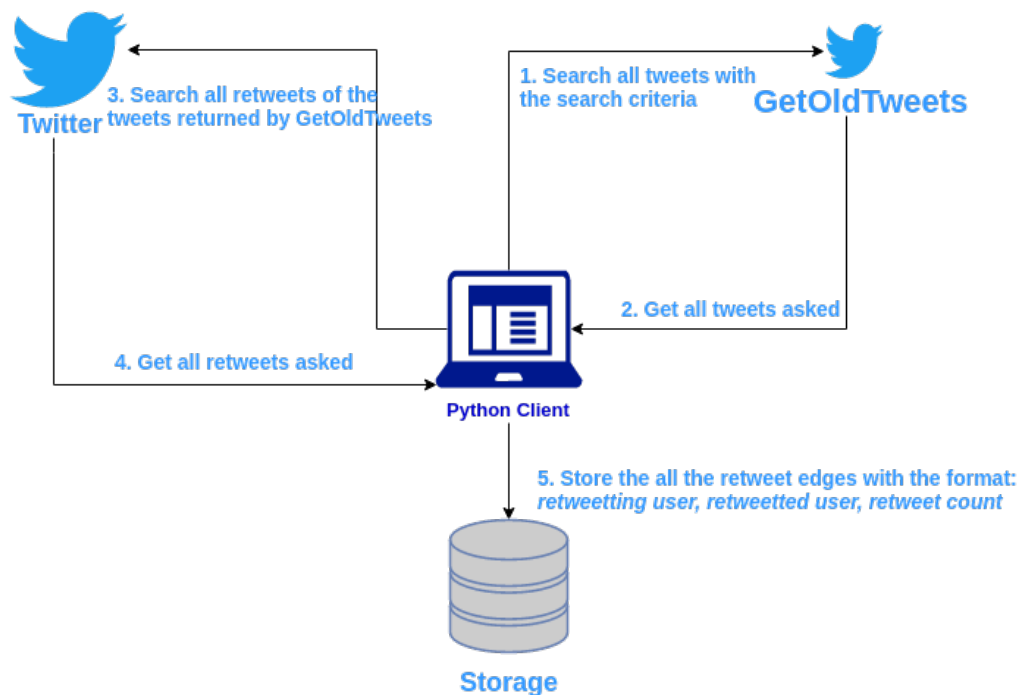 1. Search all tweets with
the search criteria
GetOldTweets
3. Search all retweets of the
tweets returned by GetOldTweets
Twitter
2. Get all tweets asked
4. Get all retweets asked
Python Client
5. Store the all the retweet edges with the format:
retweetting user, retweetted user, retweet count
Storage